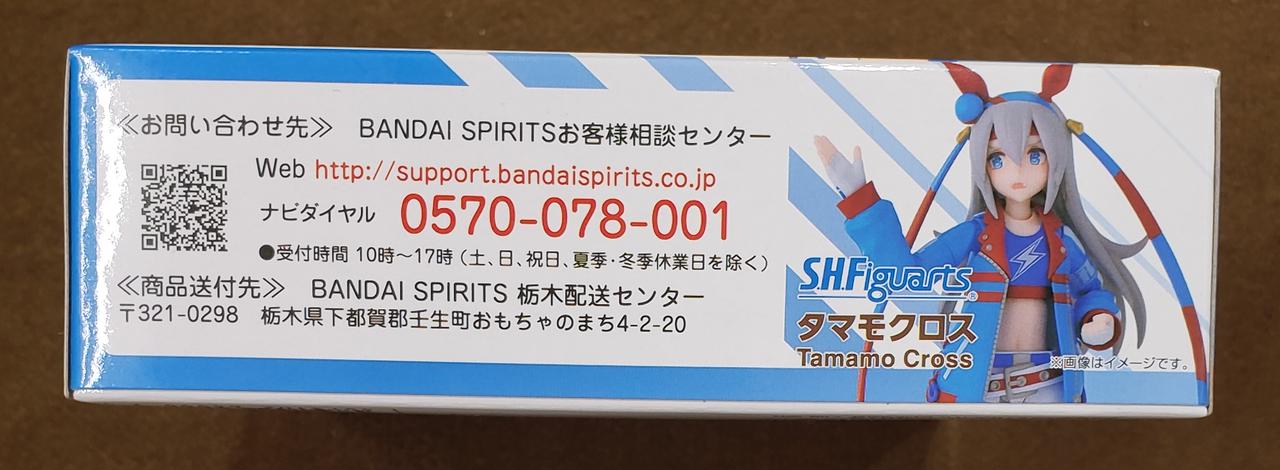 ≪お問い合わせ先≫ BANDAI SPIRITSお客様相談センター
Web http://support.bandaispirits.co.jp
ナビダイヤル 0570-078-001
●受付時間 10時～17時（土、日、祝日、夏季･冬季休業日を除く）
≪商品送付先≫ BANDAI SPIRITS 栃木配送センター
〒321-0298 栃木県下都賀郡壬生町おもちゃのまち4-2-20
S.H.Figuarts®
タマモクロス
Tamamo Cross
※画像はイメージです。